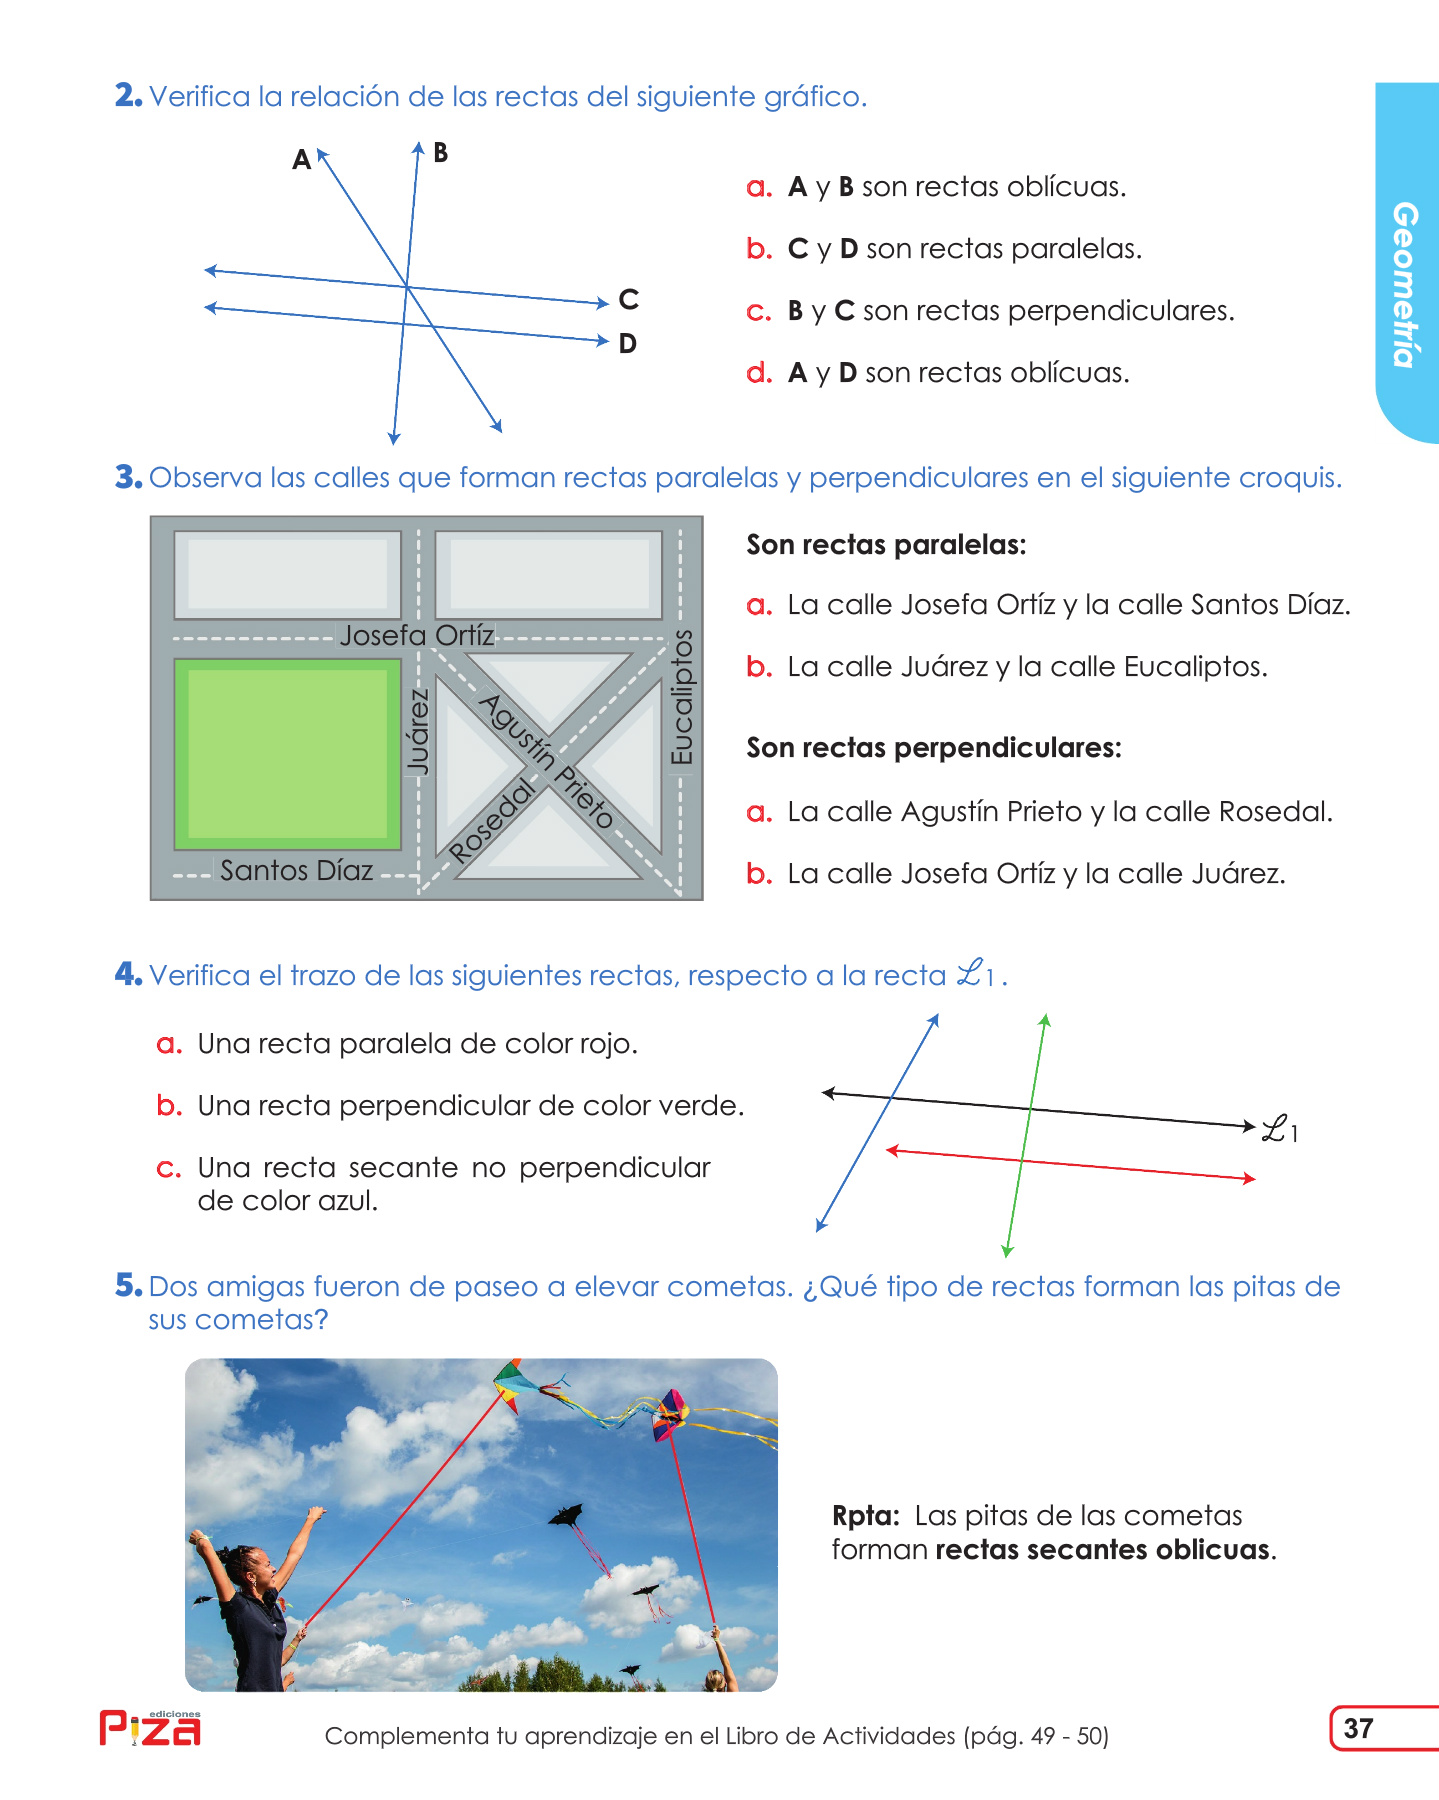 2. Verifica la relación de las rectas del siguiente gráfico.
A
B
C
D
a. A y B son rectas oblícuas.
b. C y D son rectas paralelas.
c. B y C son rectas perpendiculares.
d. A y D son rectas oblícuas.
Geometría
3. Observa las calles que forman rectas paralelas y perpendiculares en el siguiente croquis.
Josefa Ortíz
Juárez
Agustín Prieto
Rosedal
Eucaliptos
Santos Díaz
Son rectas paralelas:
a. La calle Josefa Ortíz y la calle Santos Díaz.
b. La calle Juárez y la calle Eucaliptos.
Son rectas perpendiculares:
a. La calle Agustín Prieto y la calle Rosedal.
b. La calle Josefa Ortíz y la calle Juárez.
4. Verifica el trazo de las siguientes rectas, respecto a la recta ℒ1.
a. Una recta paralela de color rojo.
b. Una recta perpendicular de color verde.
c. Una recta secante no perpendicular
de color azul.
ℒ1
5. Dos amigas fueron de paseo a elevar cometas. ¿Qué tipo de rectas forman las pitas de
sus cometas?
Rpta: Las pitas de las cometas
forman rectas secantes oblicuas.
ediciones
Piza
Complementa tu aprendizaje en el Libro de Actividades (pág. 49 - 50)
37